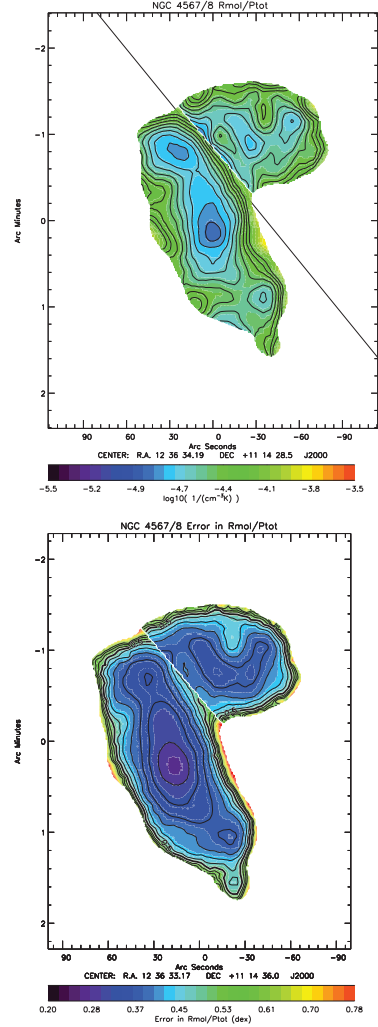 NGC 4567/8 Rmol/Ptot
-2
-1
0
1
2
Arc Minutes
90 60 30 0 -30 -60 -90
Arc Seconds
CENTER: R.A. 12 36 34.19 DEC +11 14 28.5 J2000
-5.5 -5.2 -4.9 -4.7 -4.4 -4.1 -3.8 -3.5
log10( 1/(cm⁻³K) )
NGC 4567/8 Error in Rmol/Ptot
-2
-1
0
1
2
Arc Minutes
90 60 30 0 -30 -60 -90
Arc Seconds
CENTER: R.A. 12 36 33.17 DEC +11 14 36.0 J2000
0.20 0.28 0.37 0.45 0.53 0.61 0.70 0.78
Error in Rmol/Ptot (dex)